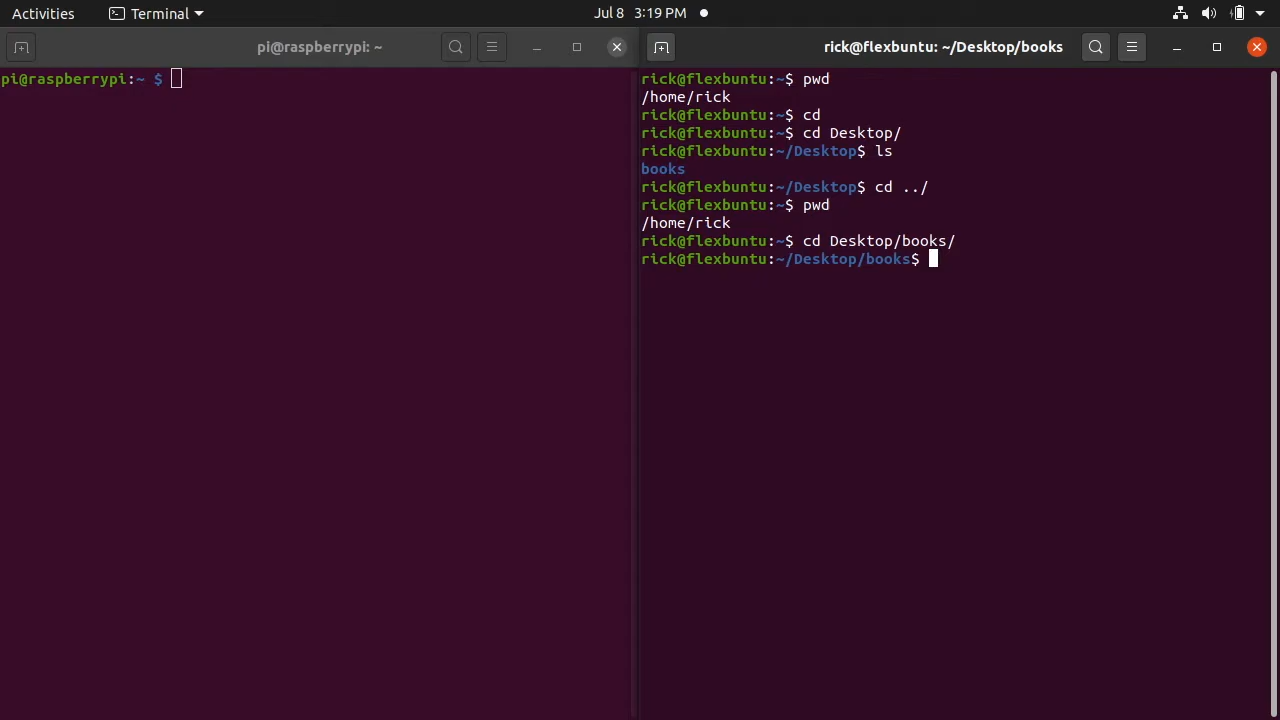 Activities Terminal Jul 8 3:19 PM
pi@raspberrypi: ~
pi@raspberrypi:~ $
rick@flexbuntu: ~/Desktop/books
rick@flexbuntu:~$ pwd
/home/rick
rick@flexbuntu:~$ cd
rick@flexbuntu:~$ cd Desktop/
rick@flexbuntu:~/Desktop$ ls
books
rick@flexbuntu:~/Desktop$ cd ../
rick@flexbuntu:~$ pwd
/home/rick
rick@flexbuntu:~$ cd Desktop/books/
rick@flexbuntu:~/Desktop/books$